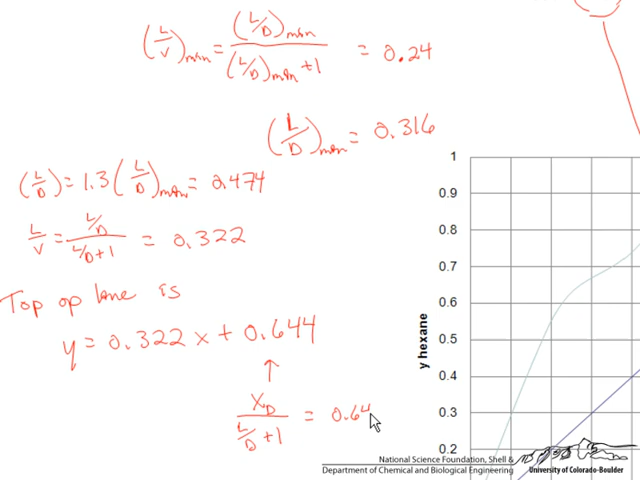 (L/V)min = (L/D)min / ((L/D)min + 1) = 0.24
(L/D)min = 0.316
(L/D) = 1.3 (L/D)min = 0.474
L/V = (L/D) / (L/D + 1) = 0.322
Top op line is
y = 0.322 x + 0.644
↑
xD / (L/D + 1) = 0.64
y hexane
1
0.9
0.8
0.7
0.6
0.5
0.4
0.3
0.2
National Science Foundation, Shell &
Department of Chemical and Biological Engineering
University of Colorado-Boulder